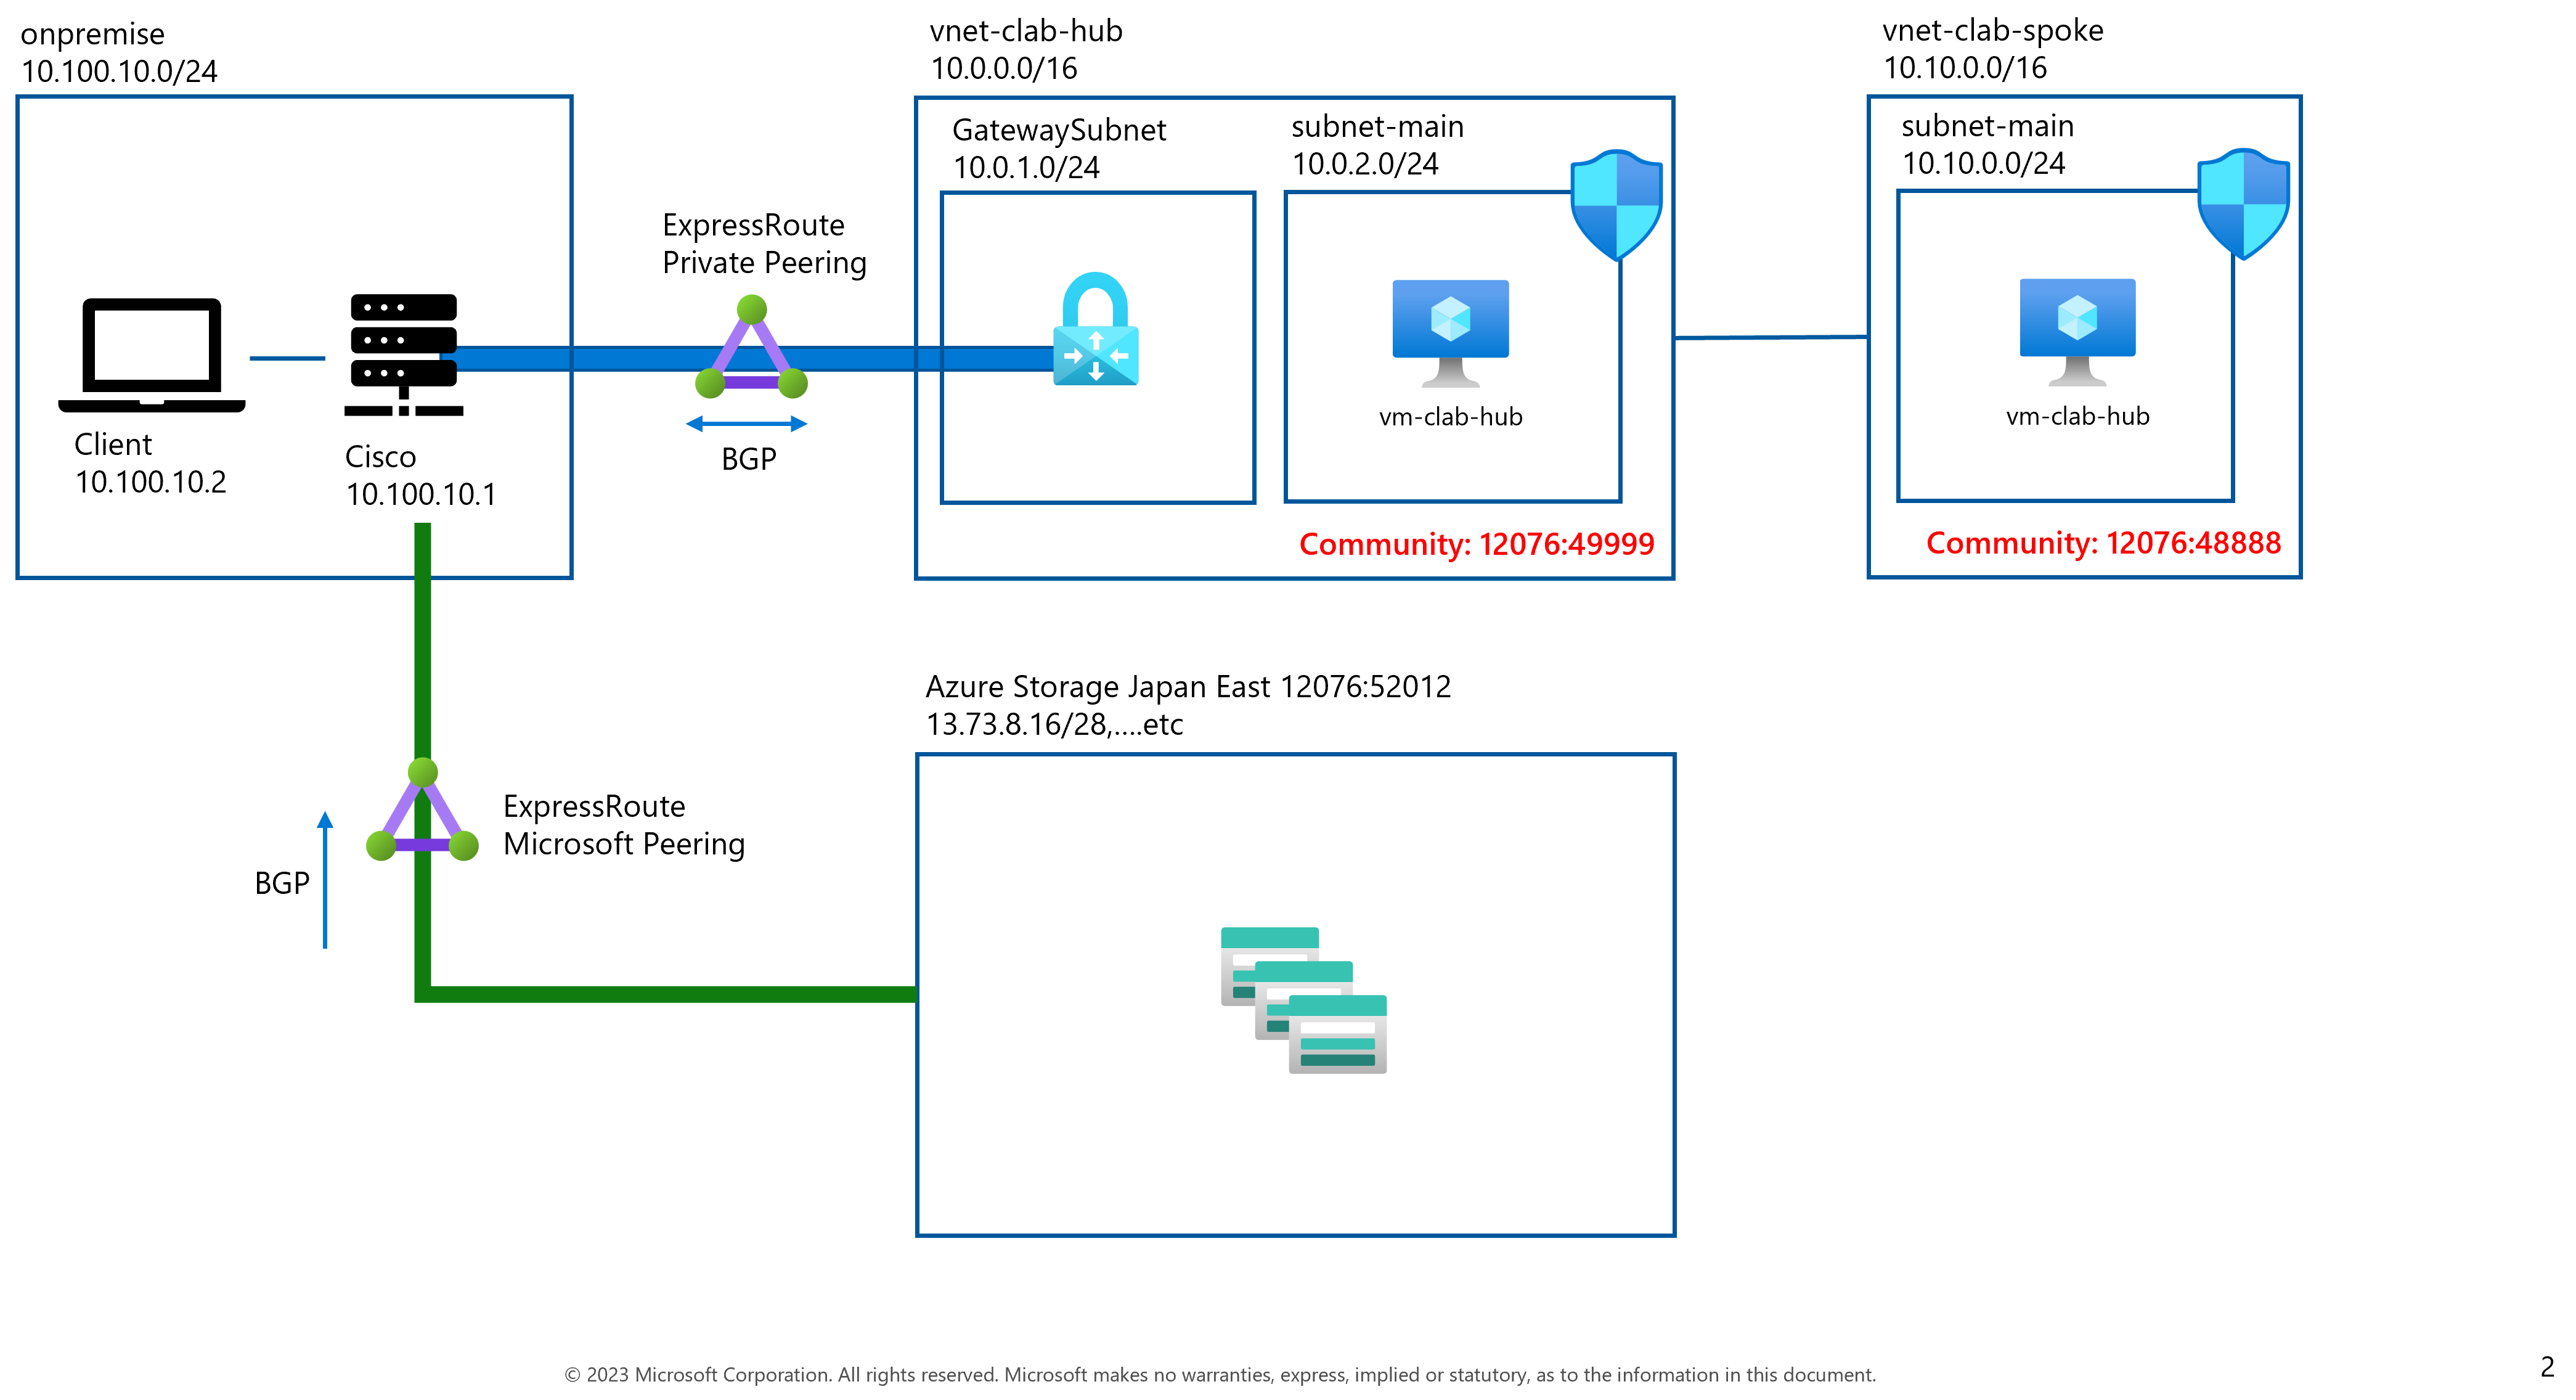 onpremise
10.100.10.0/24
vnet-clab-hub
10.0.0.0/16
vnet-clab-spoke
10.10.0.0/16
GatewaySubnet
10.0.1.0/24
subnet-main
10.0.2.0/24
subnet-main
10.10.0.0/24
ExpressRoute
Private Peering
BGP
Client
10.100.10.2
Cisco
10.100.10.1
vm-clab-hub
vm-clab-hub
Community: 12076:49999
Community: 12076:48888
Azure Storage Japan East 12076:52012
13.73.8.16/28,....etc
ExpressRoute
Microsoft Peering
BGP
© 2023 Microsoft Corporation. All rights reserved. Microsoft makes no warranties, express, implied or statutory, as to the information in this document.
2